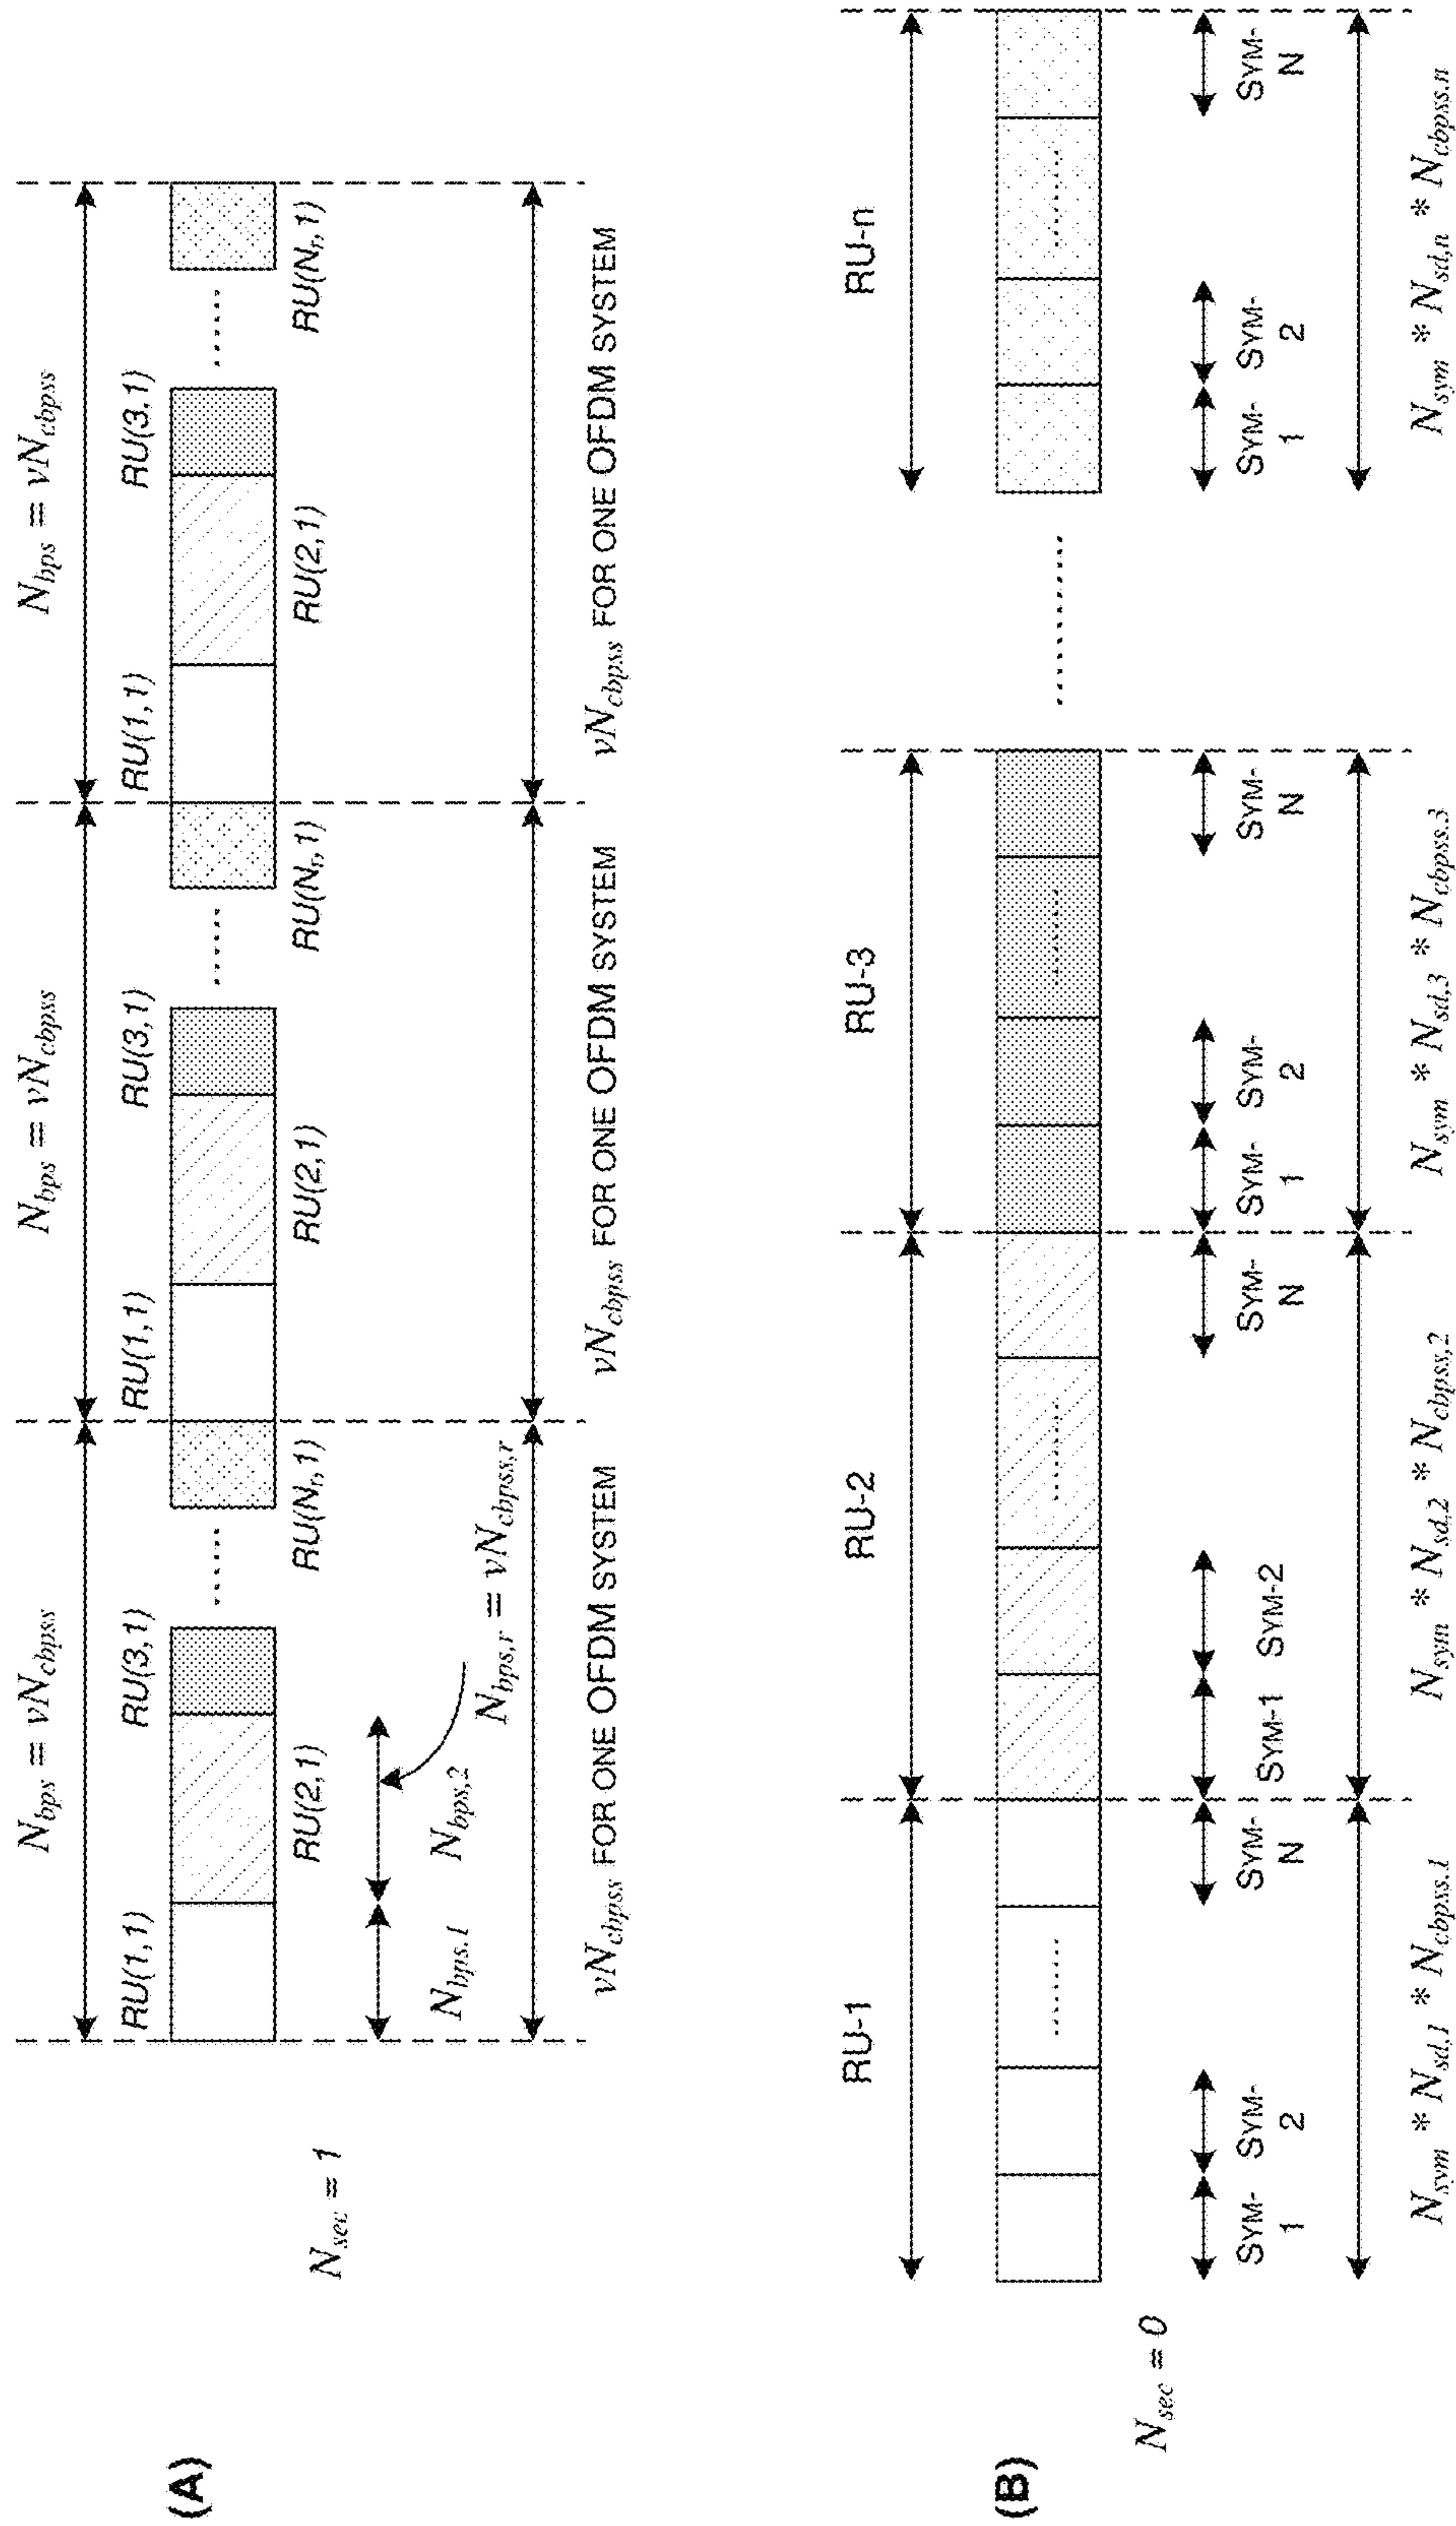 (A)
N_bps = vN_cbpss
N_bps = vN_cbpss
N_bps = vN_cbpss
RU(1,1)
RU(3,1)
RU(1,1)
RU(3,1)
RU(1,1)
RU(3,1)
......
......
......
N_sec = 1
RU(2,1)
RU(N_r,1)
RU(2,1)
RU(N_r,1)
RU(2,1)
RU(N_r,1)
N_bps,1
N_bps,2
N_bps,r = vN_cbpss,r
vN_cbpss FOR ONE OFDM SYSTEM
vN_cbpss FOR ONE OFDM SYSTEM
vN_cbpss FOR ONE OFDM SYSTEM
(B)
RU-1
RU-2
RU-3
RU-n
N_sec = 0
SYM-1
SYM-2
SYM-N
SYM-1
SYM-2
SYM-N
SYM-1
SYM-2
SYM-N
SYM-1
SYM-2
SYM-N
N_sym * N_sd,1 * N_cbpss,1
N_sym * N_sd,2 * N_cbpss,2
N_sym * N_sd,3 * N_cbpss,3
N_sym * N_sd,n * N_cbpss,n